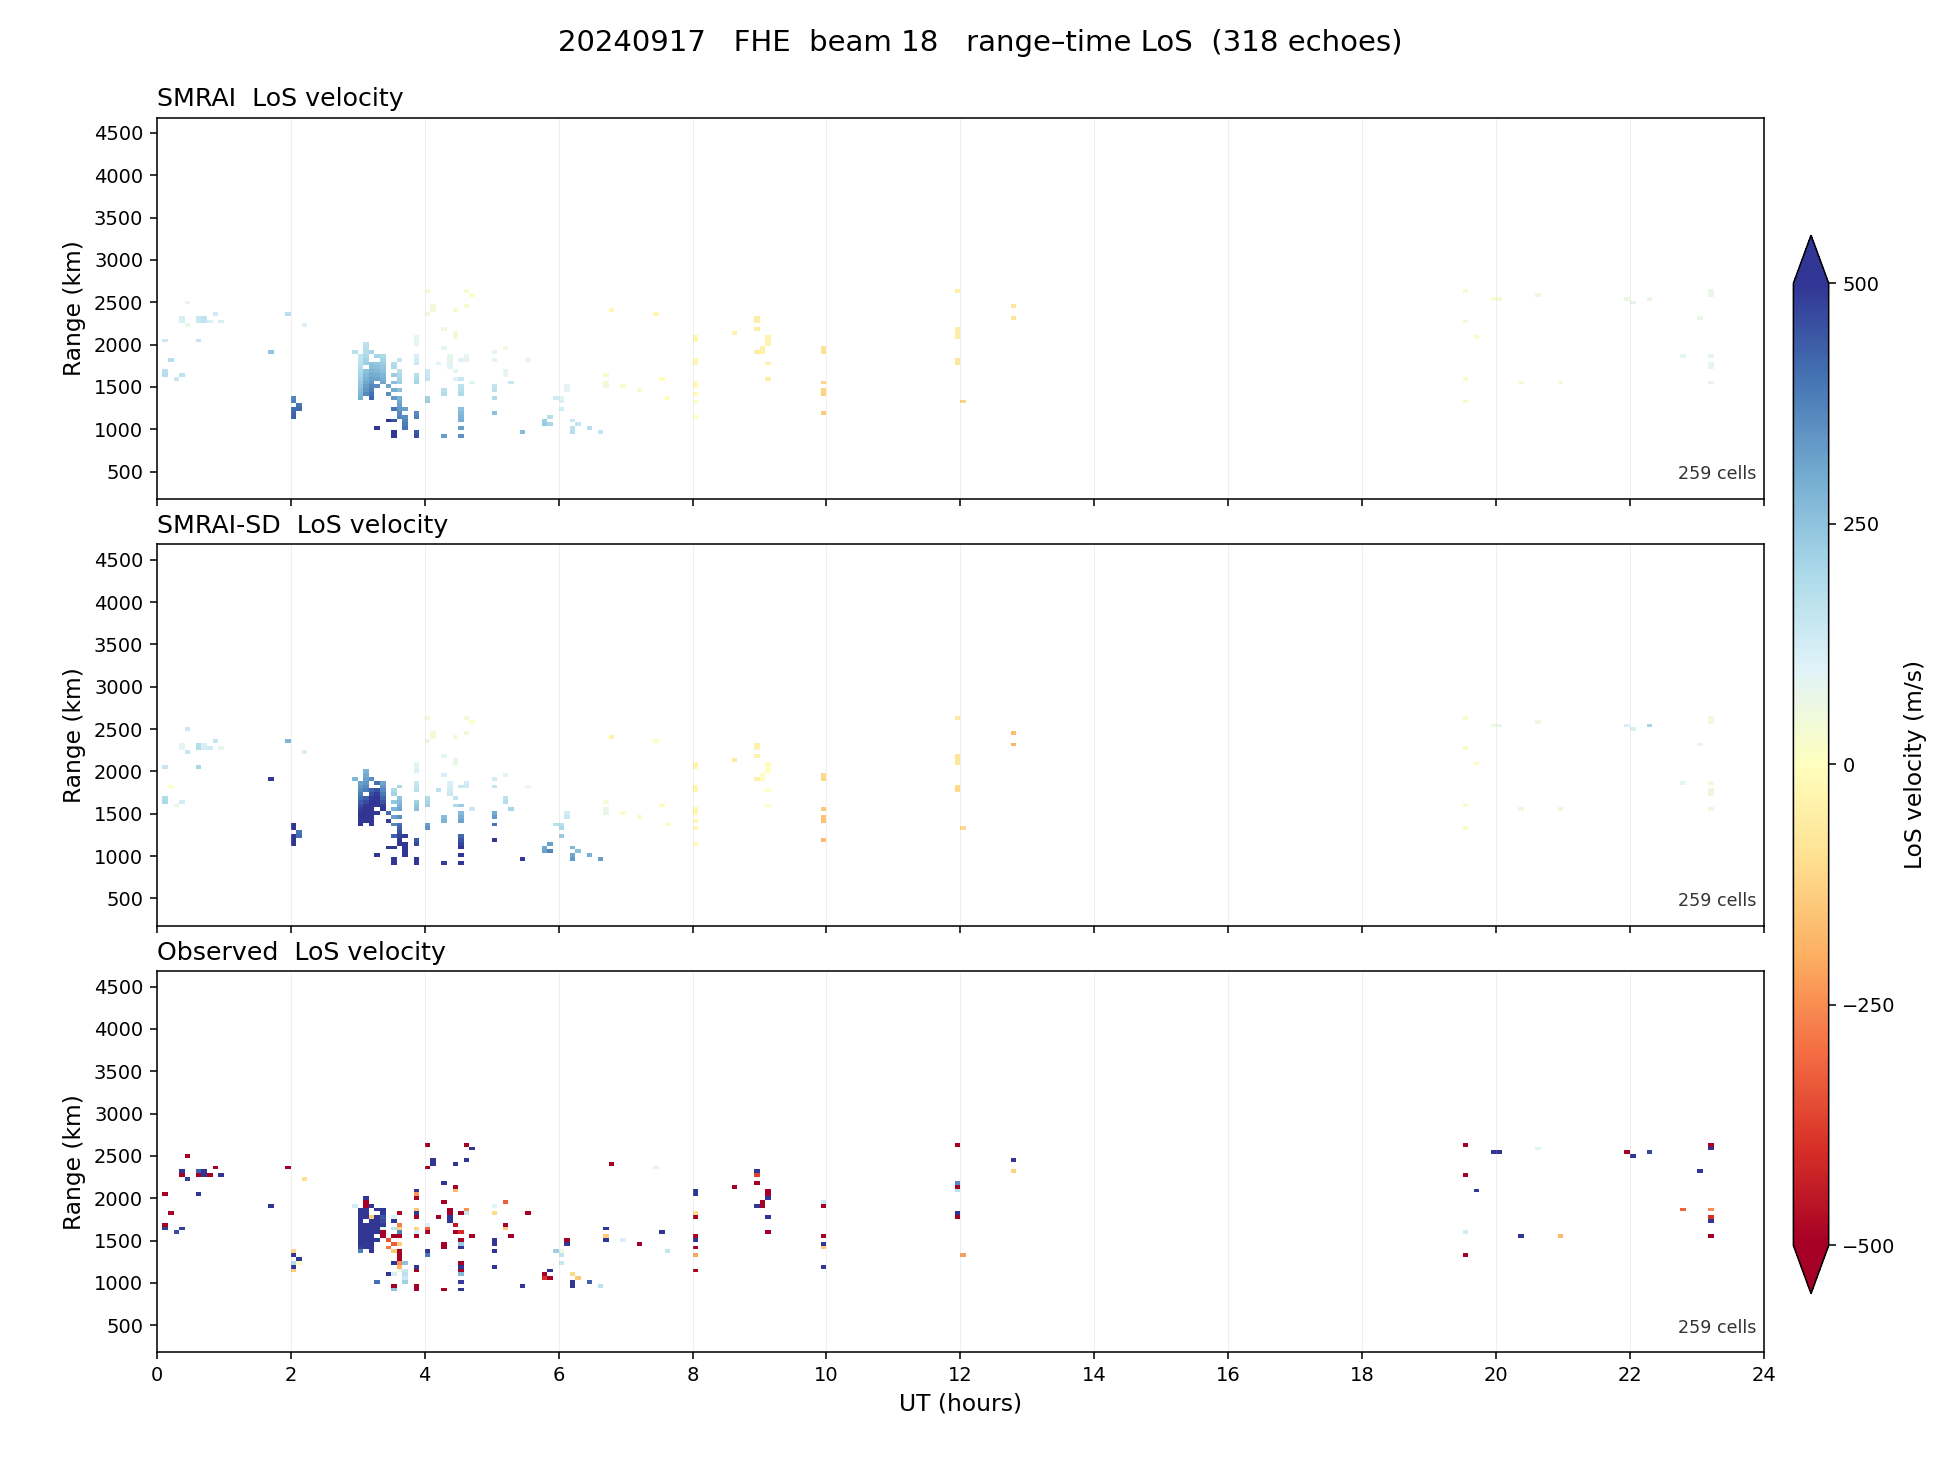 20240917 FHE beam 18 range–time LoS (318 echoes)
SMRAI LoS velocity
4500
4000
3500
3000
2500
2000
1500
1000
500
Range (km)
259 cells
SMRAI-SD LoS velocity
4500
4000
3500
3000
2500
2000
1500
1000
500
Range (km)
259 cells
Observed LoS velocity
4500
4000
3500
3000
2500
2000
1500
1000
500
Range (km)
259 cells
0 2 4 6 8 10 12 14 16 18 20 22 24
UT (hours)
500
250
0
−250
−500
LoS velocity (m/s)